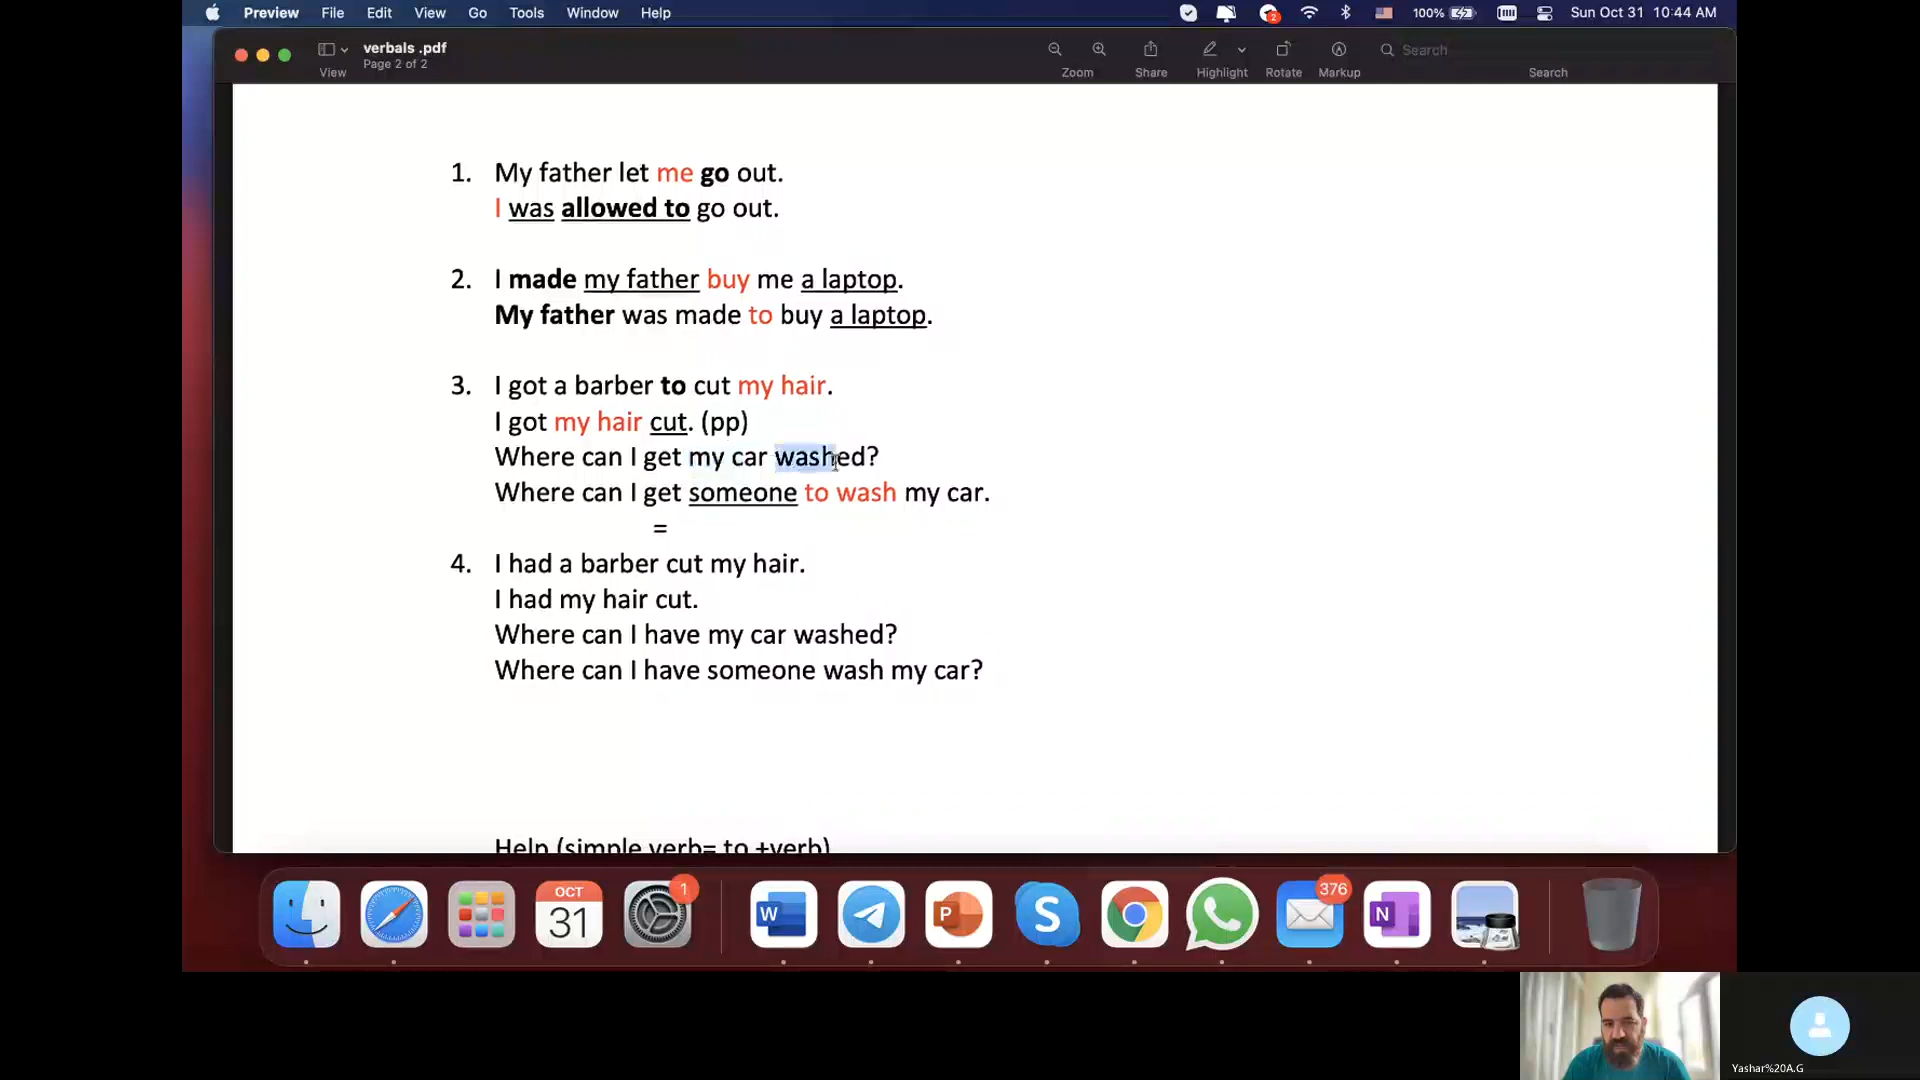 Preview File Edit View Go Tools Window Help 2 100% Sun Oct 31 10:44 AM
verbals .pdf
Page 2 of 2
View Zoom Share Highlight Rotate Markup Search
Search
1. My father let me go out.
I was allowed to go out.
2. I made my father buy me a laptop.
My father was made to buy a laptop.
3. I got a barber to cut my hair.
I got my hair cut. (pp)
Where can I get my car washed?
Where can I get someone to wash my car.
=
4. I had a barber cut my hair.
I had my hair cut.
Where can I have my car washed?
Where can I have someone wash my car?
Help (simple verb= to +verb)
OCT
31
1
W
P
S
376
N
Yashar%20A.G